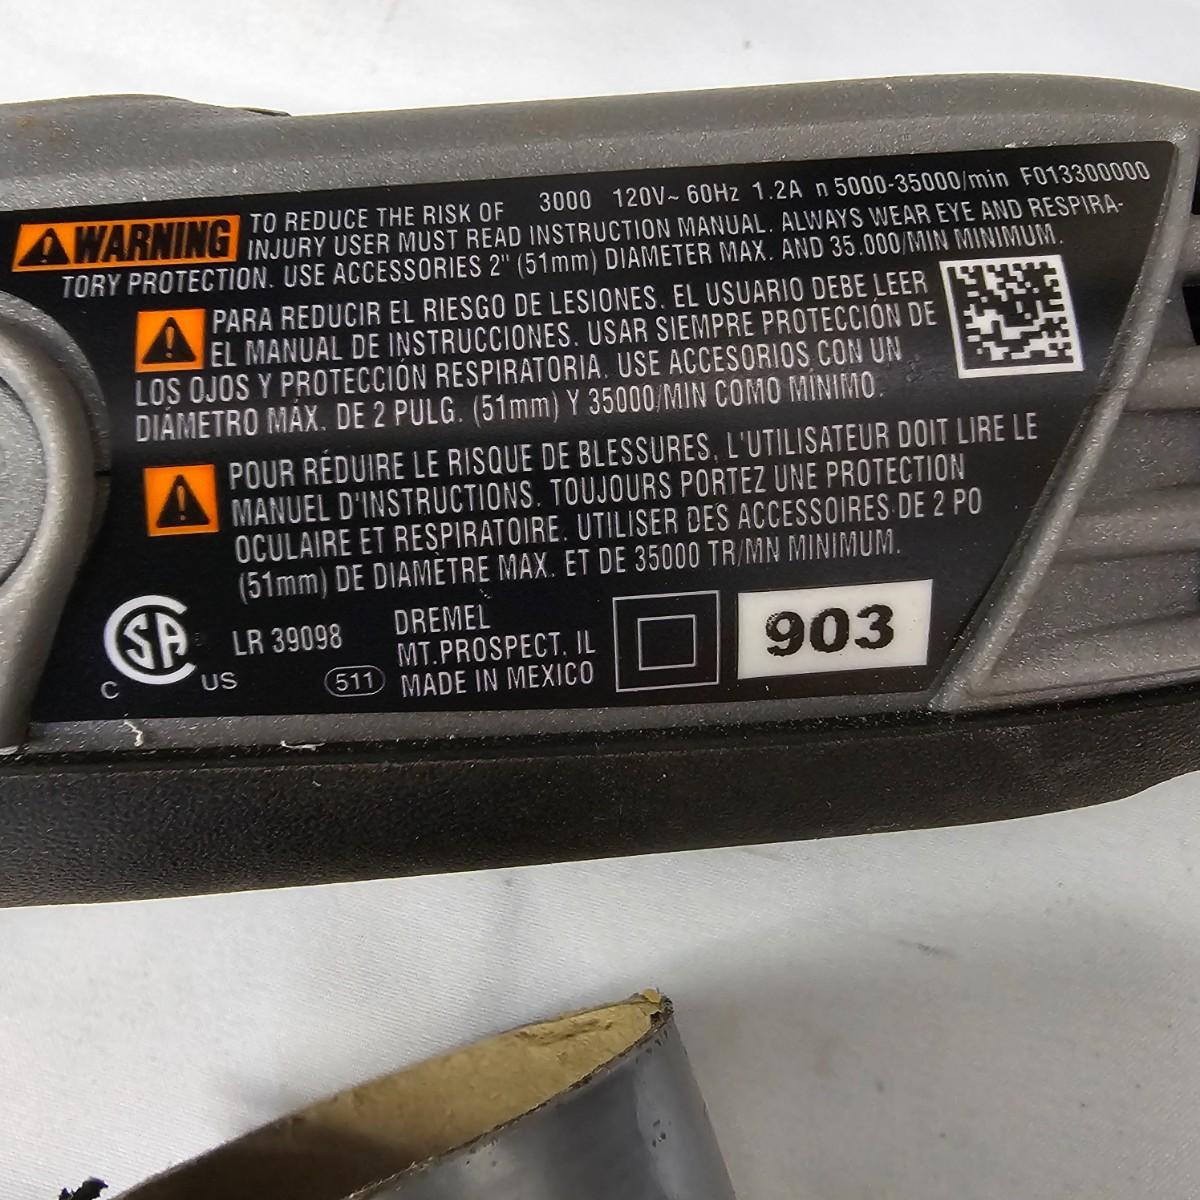 WARNING TO REDUCE THE RISK OF 3000 120V~ 60Hz 1.2A n 5000-35000/min F013300000
INJURY USER MUST READ INSTRUCTION MANUAL. ALWAYS WEAR EYE AND RESPIRA-
TORY PROTECTION. USE ACCESSORIES 2" (51mm) DIAMETER MAX. AND 35.000/MIN MINIMUM.
PARA REDUCIR EL RIESGO DE LESIONES. EL USUARIO DEBE LEER
EL MANUAL DE INSTRUCCIONES. USAR SIEMPRE PROTECCIÓN DE
LOS OJOS Y PROTECCIÓN RESPIRATORIA. USE ACCESORIOS CON UN
DIÁMETRO MÁX. DE 2 PULG. (51mm) Y 35000/MIN COMO MÍNIMO.
POUR RÉDUIRE LE RISQUE DE BLESSURES, L'UTILISATEUR DOIT LIRE LE
MANUEL D'INSTRUCTIONS. TOUJOURS PORTEZ UNE PROTECTION
OCULAIRE ET RESPIRATOIRE. UTILISER DES ACCESSOIRES DE 2 PO
(51mm) DE DIAMÈTRE MAX. ET DE 35000 TR/MN MINIMUM.
C SA US
LR 39098
DREMEL
MT. PROSPECT. IL
511 MADE IN MEXICO
903